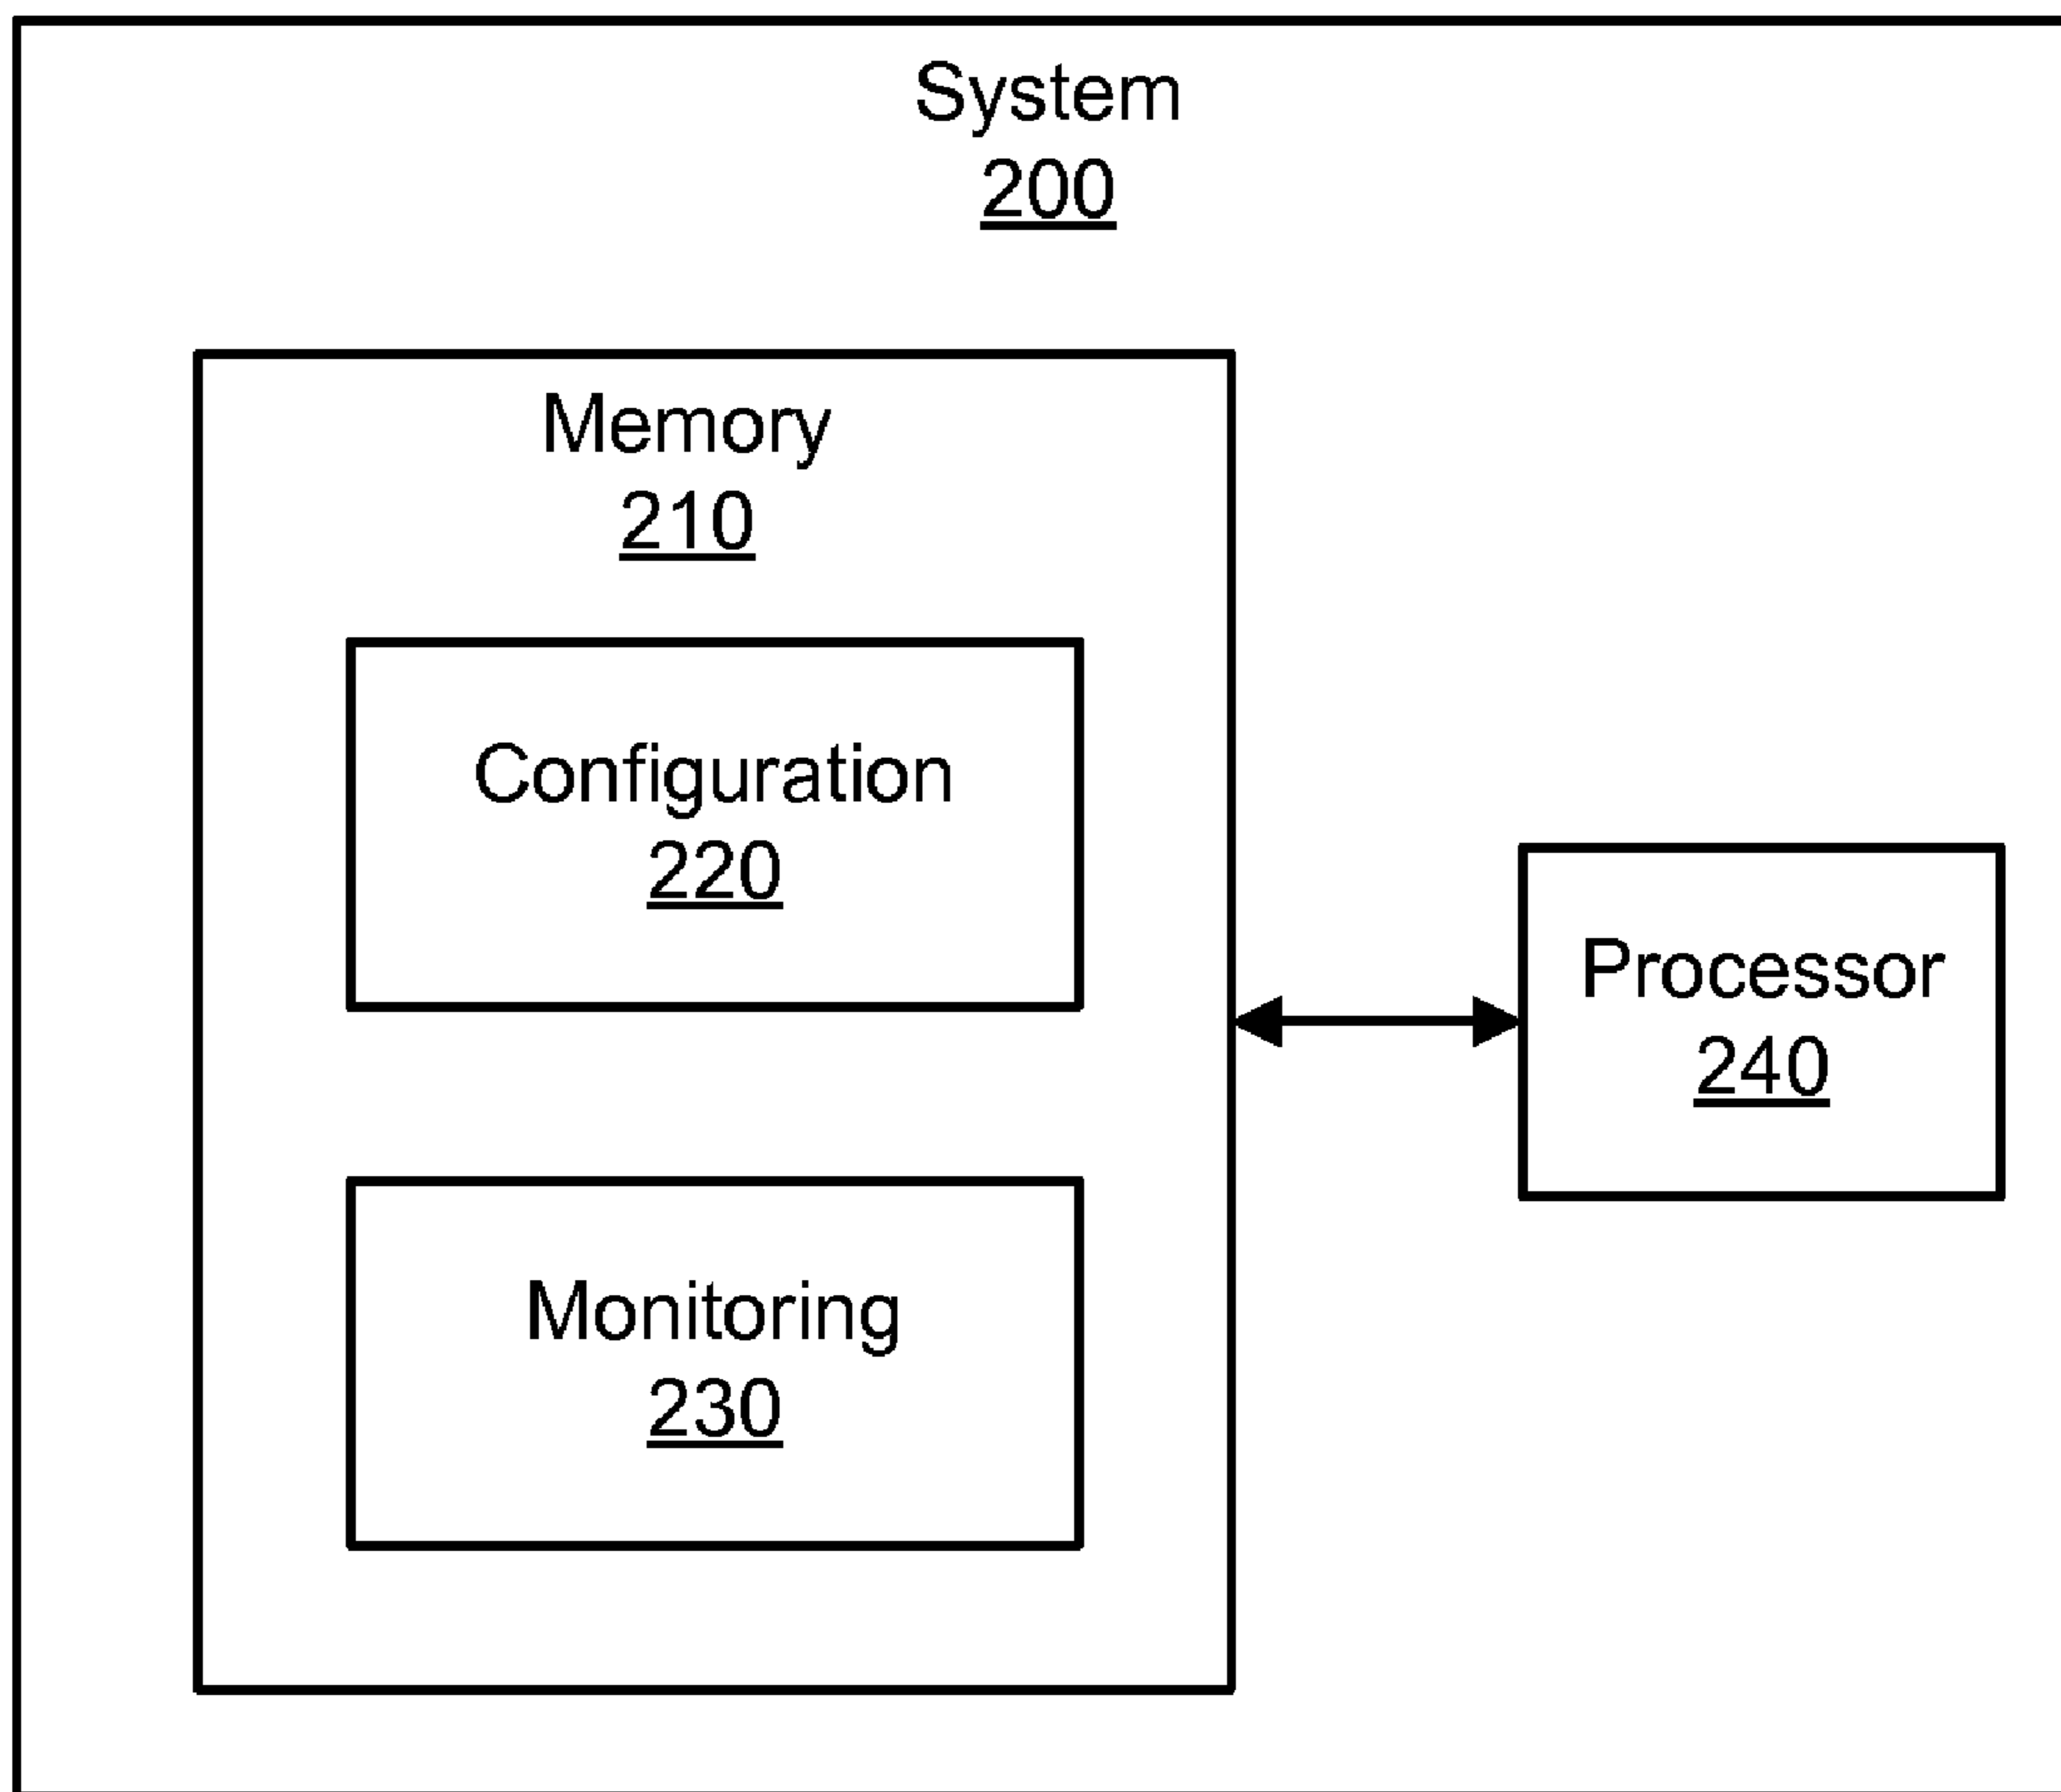 System
200
Memory
210
Configuration
220
Processor
240
Monitoring
230